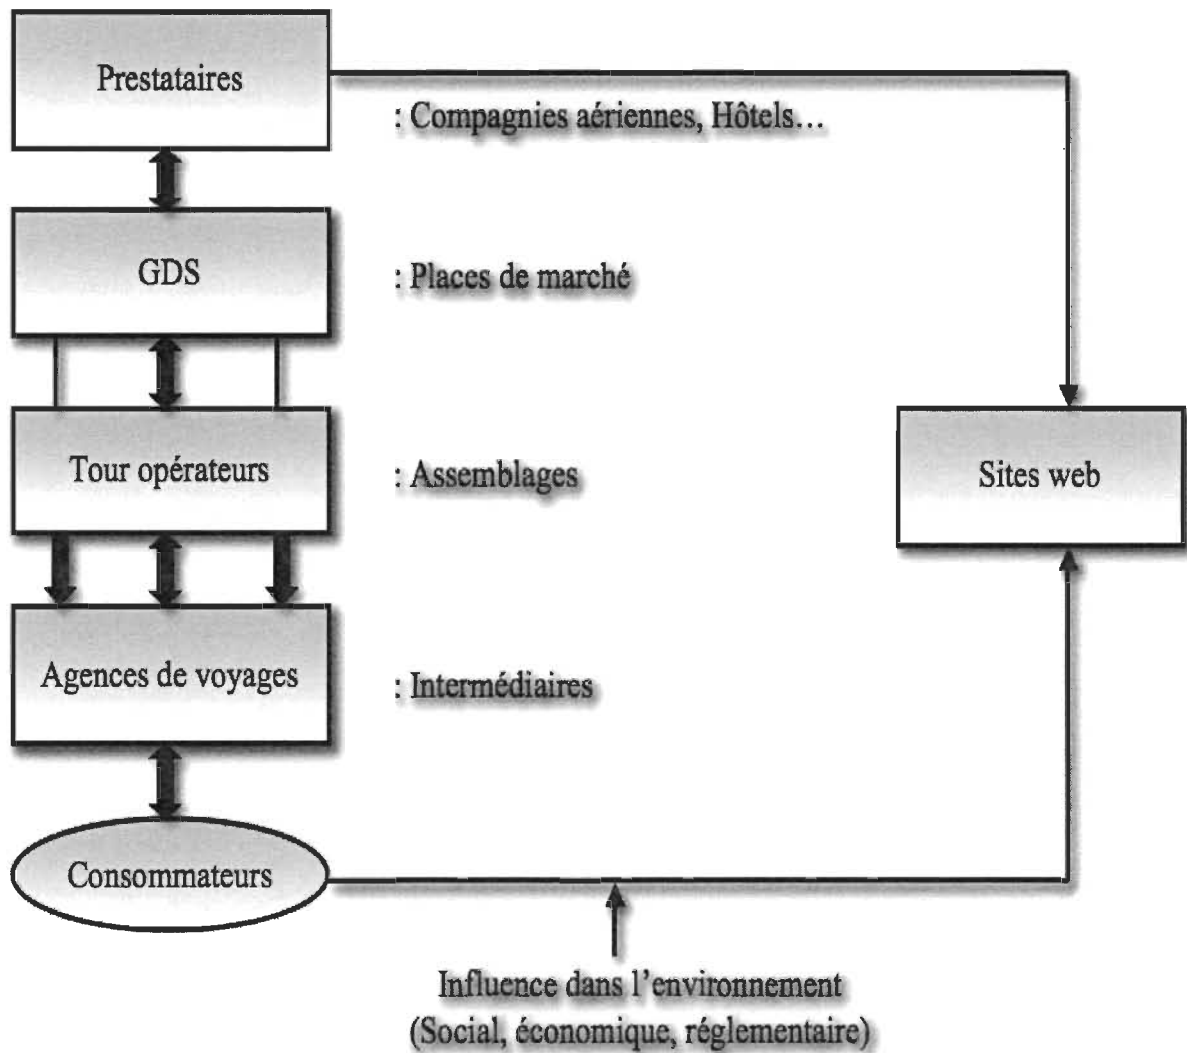 Prestataires
: Compagnies aériennes, Hôtels…
GDS
: Places de marché
Tour opérateurs
: Assemblages
Sites web
Agences de voyages
: Intermédiaires
Consommateurs
Influence dans l’environnement
(Social, économique, réglementaire)